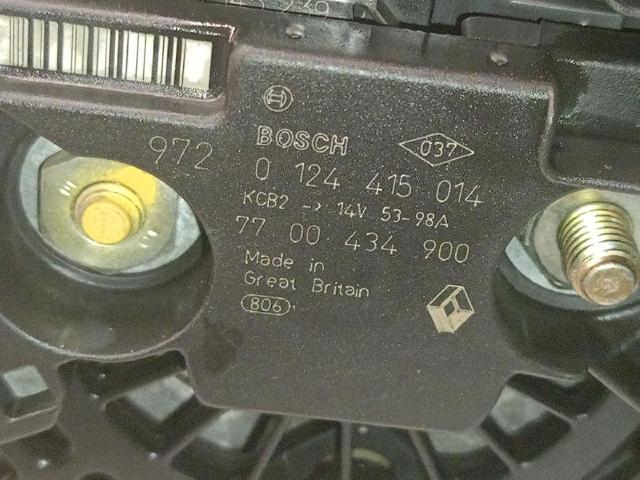 BOSCH
037
972
0 124 415 014
KCB2 -> 14V 53-98A
77 00 434 900
Made in
Great Britain
806